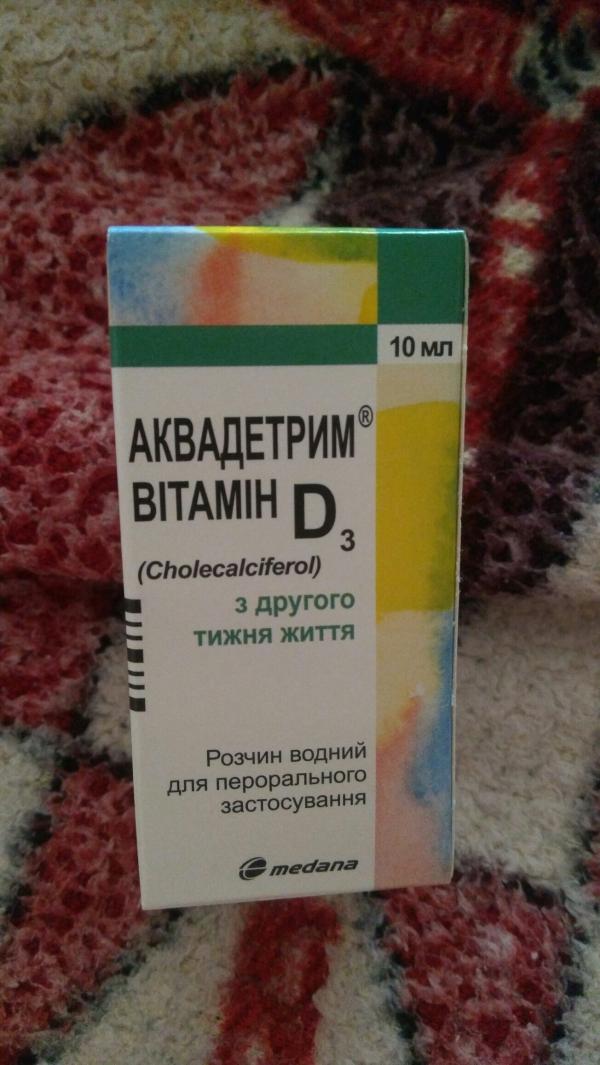 10 мл
АКВАДЕТРИМ®
ВІТАМІН D3
(Cholecalciferol)
з другого
тижня життя
Розчин водний
для перорального
застосування
medana